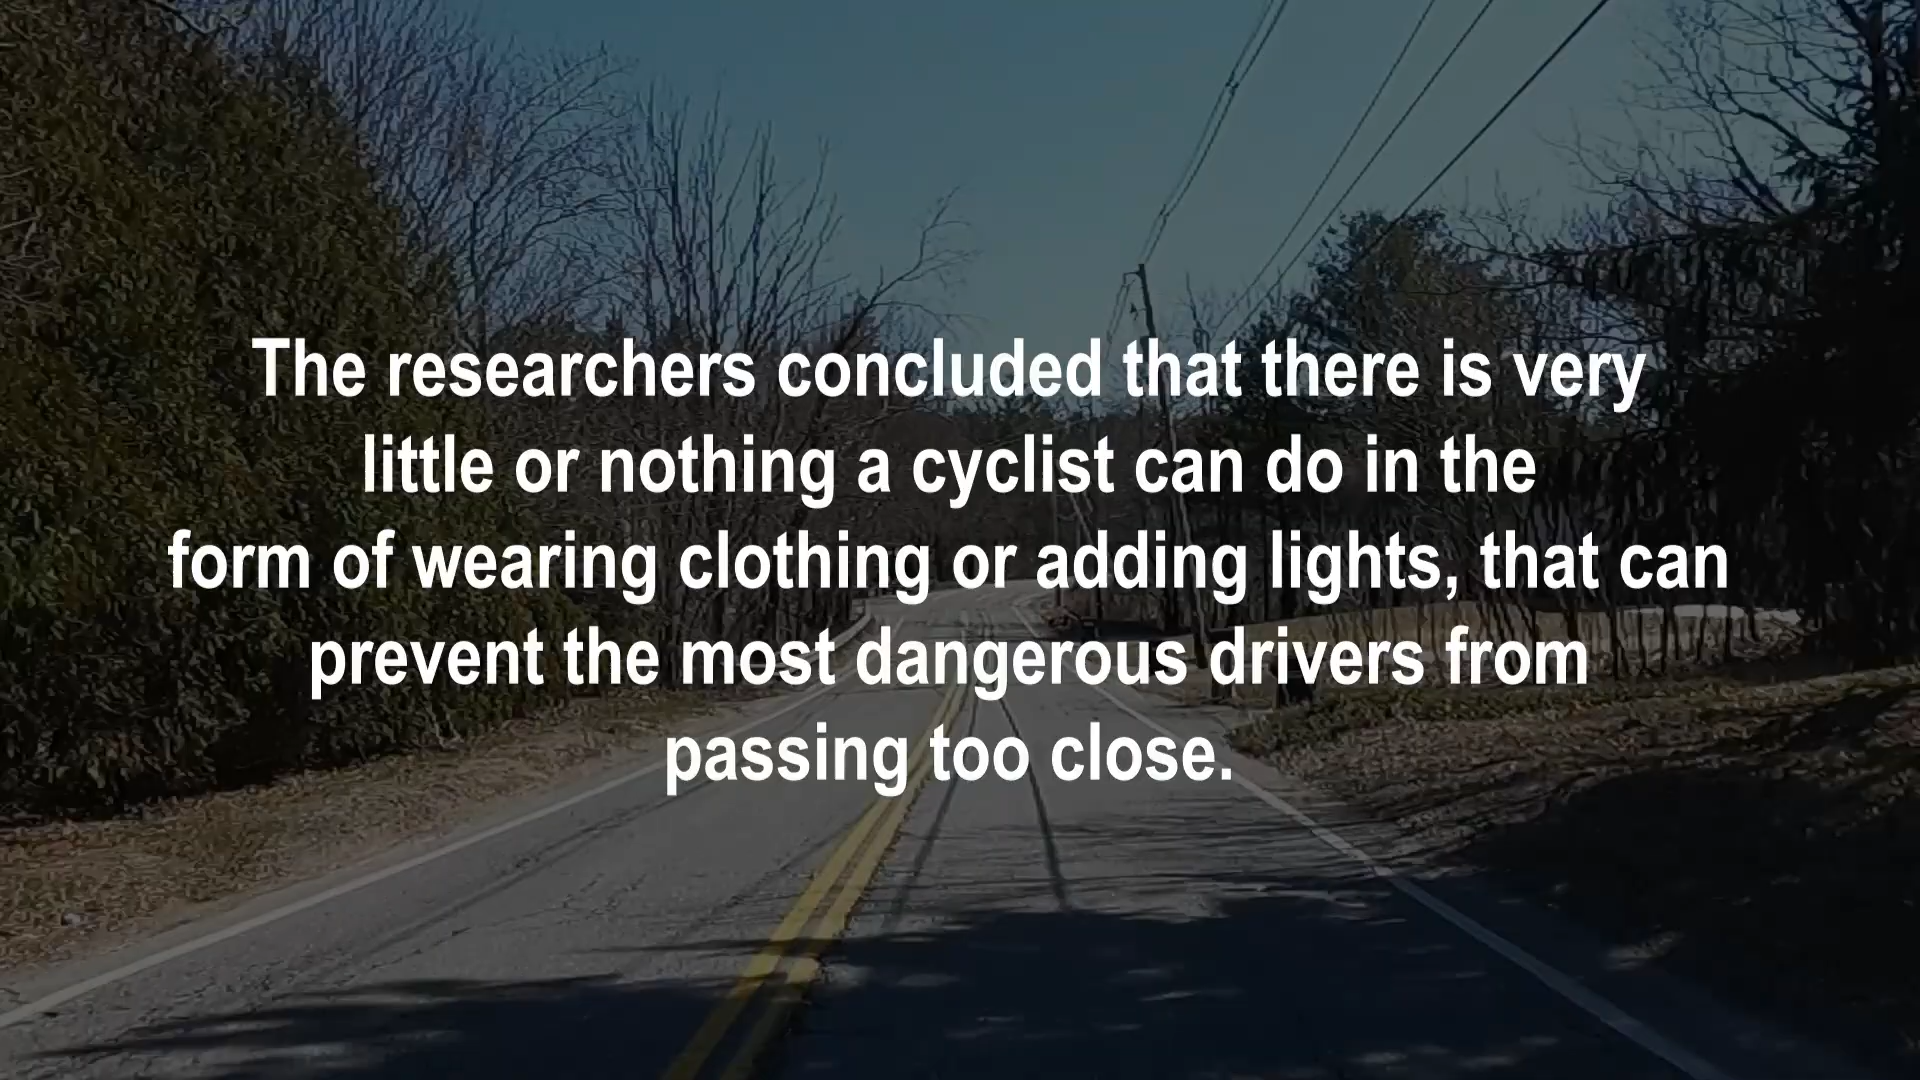 The researchers concluded that there is very
little or nothing a cyclist can do in the
form of wearing clothing or adding lights, that can
prevent the most dangerous drivers from
passing too close.